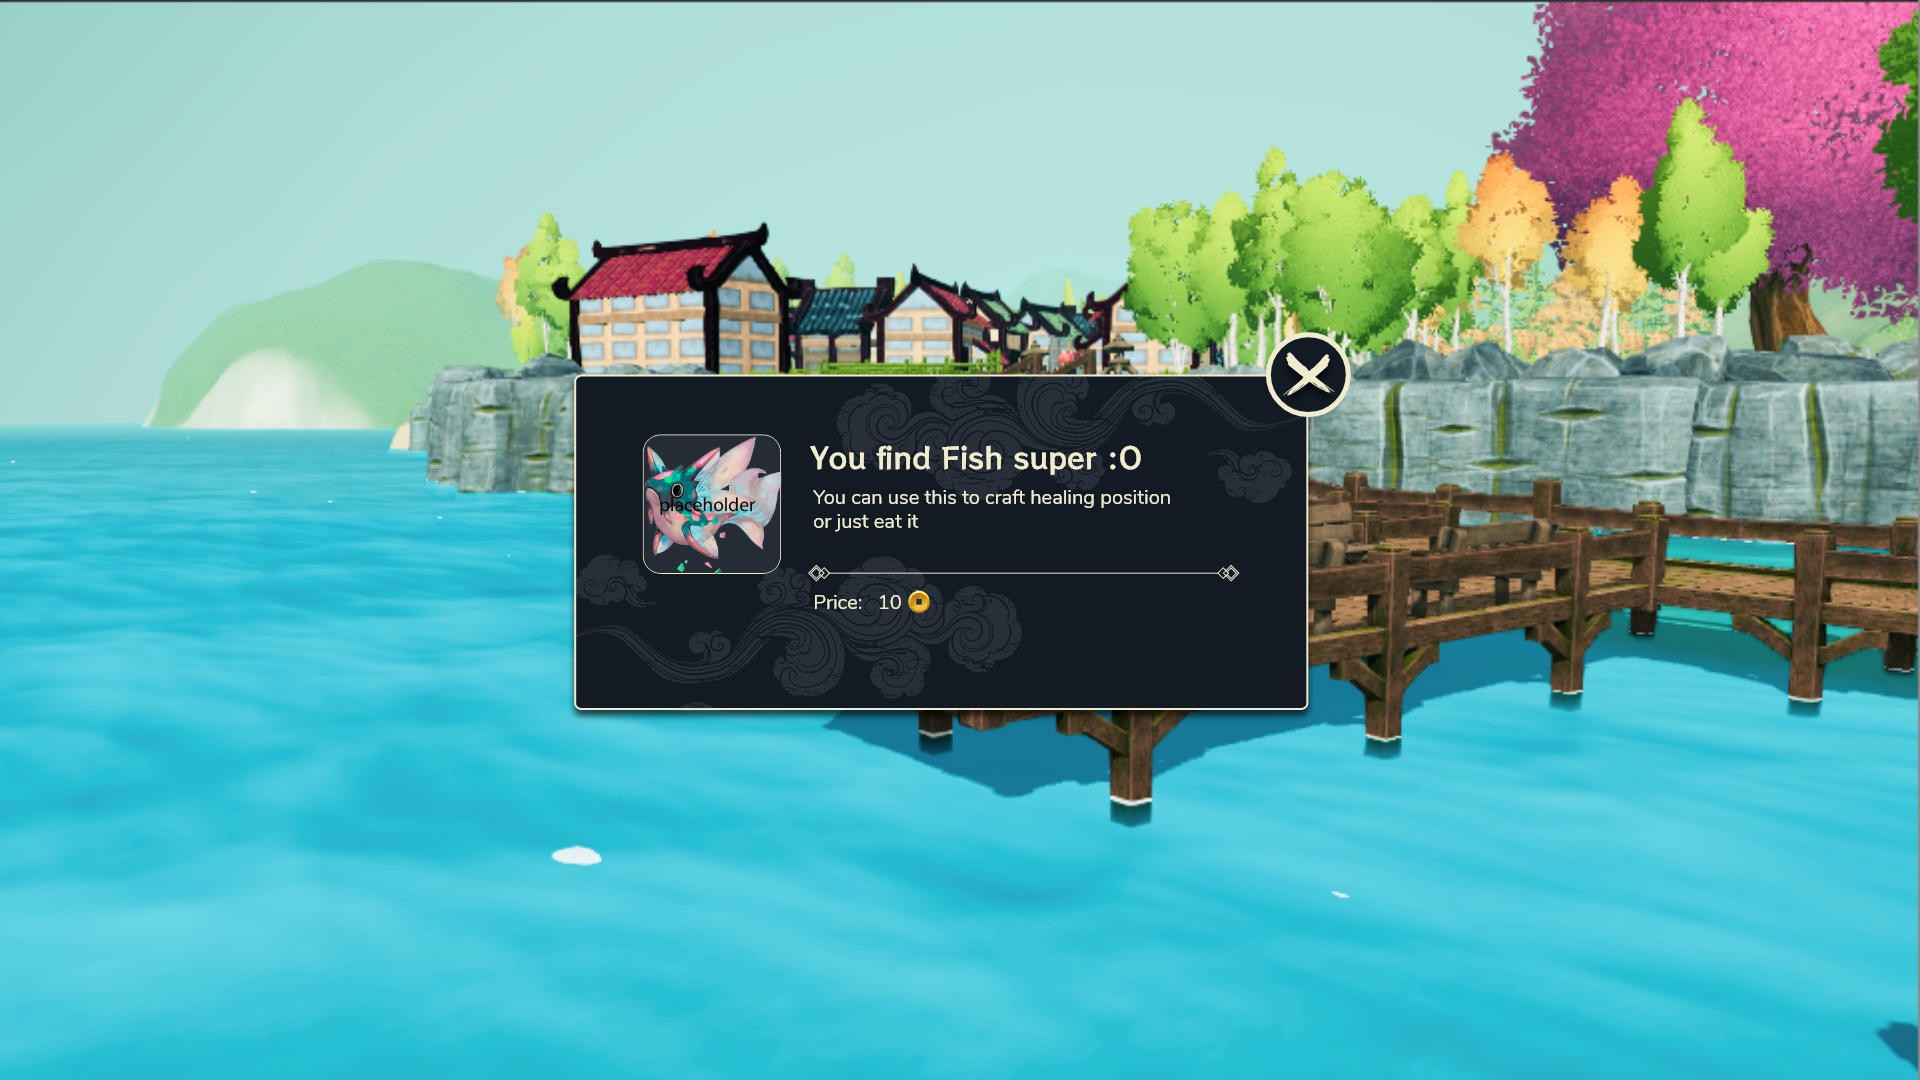 You find Fish super :O
placeholder
You can use this to craft healing position
or just eat it
Price: 10